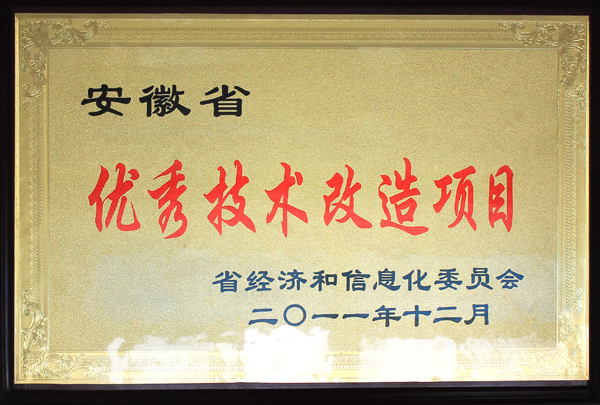 安徽省
优秀技术改造项目
省经济和信息化委员会
二〇一一年十二月